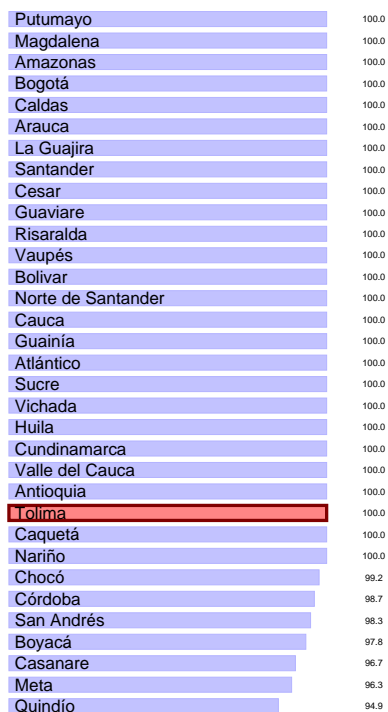 Putumayo 100.0
Magdalena 100.0
Amazonas 100.0
Bogotá 100.0
Caldas 100.0
Arauca 100.0
La Guajira 100.0
Santander 100.0
Cesar 100.0
Guaviare 100.0
Risaralda 100.0
Vaupés 100.0
Bolivar 100.0
Norte de Santander 100.0
Cauca 100.0
Guainía 100.0
Atlántico 100.0
Sucre 100.0
Vichada 100.0
Huila 100.0
Cundinamarca 100.0
Valle del Cauca 100.0
Antioquia 100.0
Tolima 100.0
Caquetá 100.0
Nariño 100.0
Chocó 99.2
Córdoba 98.7
San Andrés 98.3
Boyacá 97.8
Casanare 96.7
Meta 96.3
Quindío 94.9